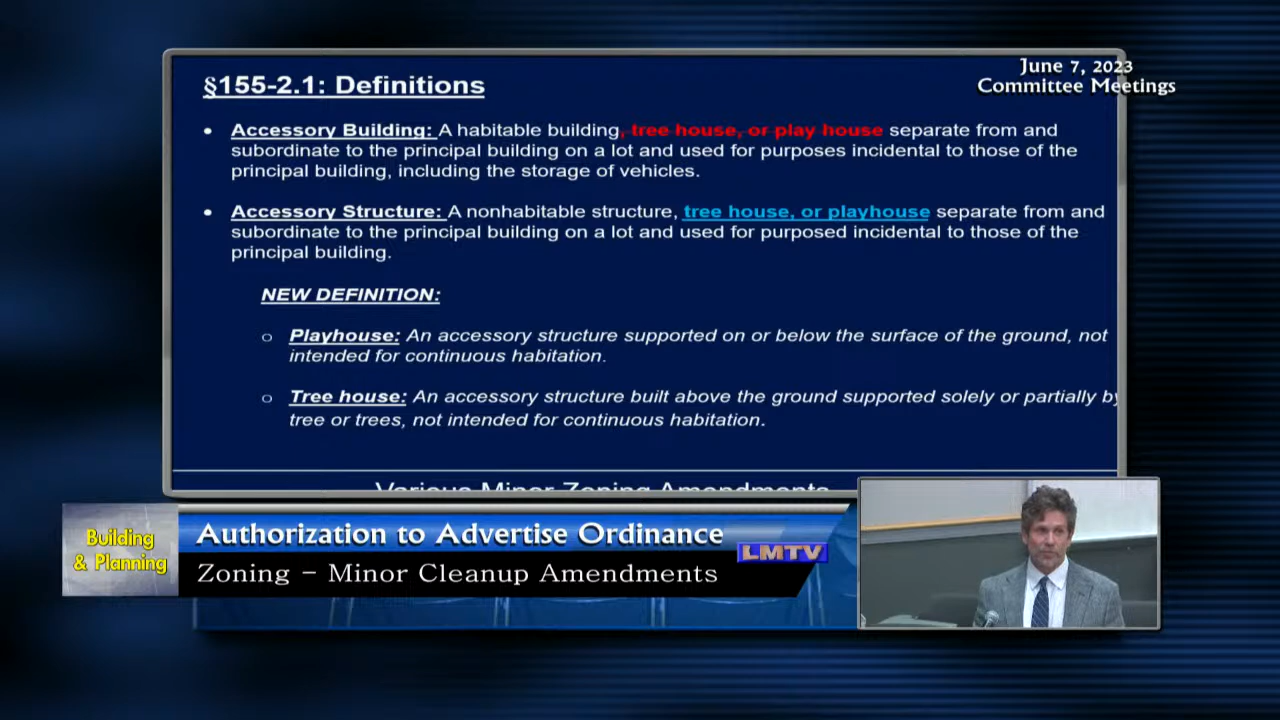 June 7, 2023
Committee Meetings
§155-2.1: Definitions
• Accessory Building: A habitable building, tree house, or play house separate from and
subordinate to the principal building on a lot and used for purposes incidental to those of the
principal building, including the storage of vehicles.
• Accessory Structure: A nonhabitable structure, tree house, or playhouse separate from and
subordinate to the principal building on a lot and used for purposed incidental to those of the
principal building.
NEW DEFINITION:
o Playhouse: An accessory structure supported on or below the surface of the ground, not
intended for continuous habitation.
o Tree house: An accessory structure built above the ground supported solely or partially by
tree or trees, not intended for continuous habitation.
Various Minor Zoning Amendments
Building
& Planning
Authorization to Advertise Ordinance
LMTV
Zoning – Minor Cleanup Amendments